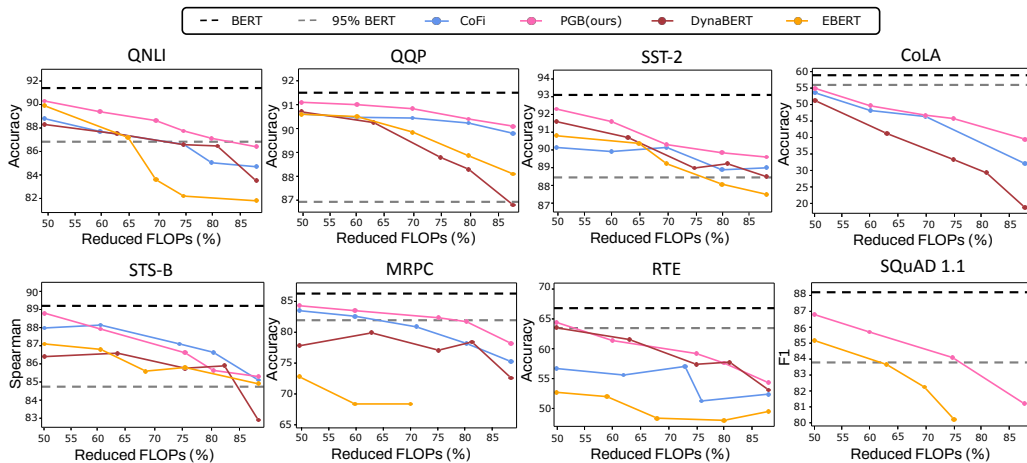 BERT 95% BERT CoFi PGB(ours) DynaBERT EBERT
QNLI
Accuracy
92
90
88
86
84
82
50 55 60 65 70 75 80 85
Reduced FLOPs (%)
QQP
Accuracy
92
91
90
89
88
87
50 55 60 65 70 75 80 85
Reduced FLOPs (%)
SST-2
Accuracy
94
93
92
91
90
89
88
87
50 55 60 65 70 75 80 85
Reduced FLOPs (%)
CoLA
Accuracy
59
55
50
45
40
35
30
25
20
50 55 60 65 70 75 80 85
Reduced FLOPs (%)
STS-B
Spearman
90
89
88
87
86
85
84
83
50 55 60 65 70 75 80 85
Reduced FLOPs (%)
MRPC
Accuracy
85
80
75
70
65
50 55 60 65 70 75 80 85
Reduced FLOPs (%)
RTE
Accuracy
70
65
60
55
50
50 55 60 65 70 75 80 85
Reduced FLOPs (%)
SQuAD 1.1
F1
88
87
86
85
84
83
82
81
80
50 55 60 65 70 75 80 85
Reduced FLOPs (%)